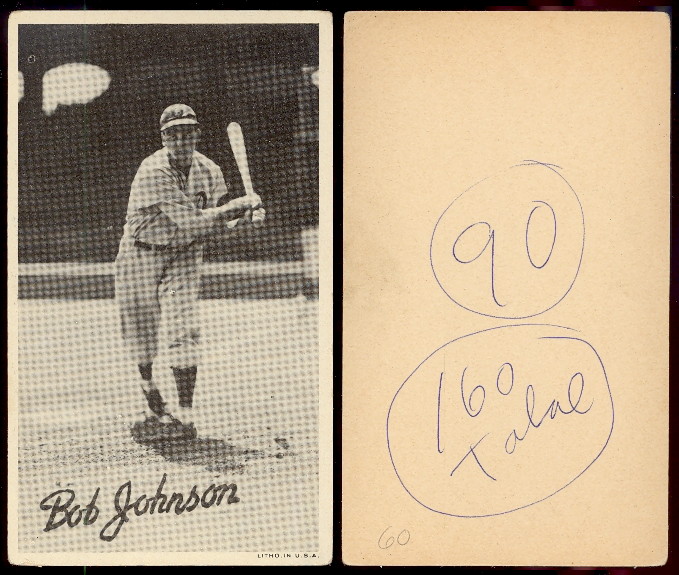 Bob Johnson
LITHO. IN U.S.A.
90
160
Total
60